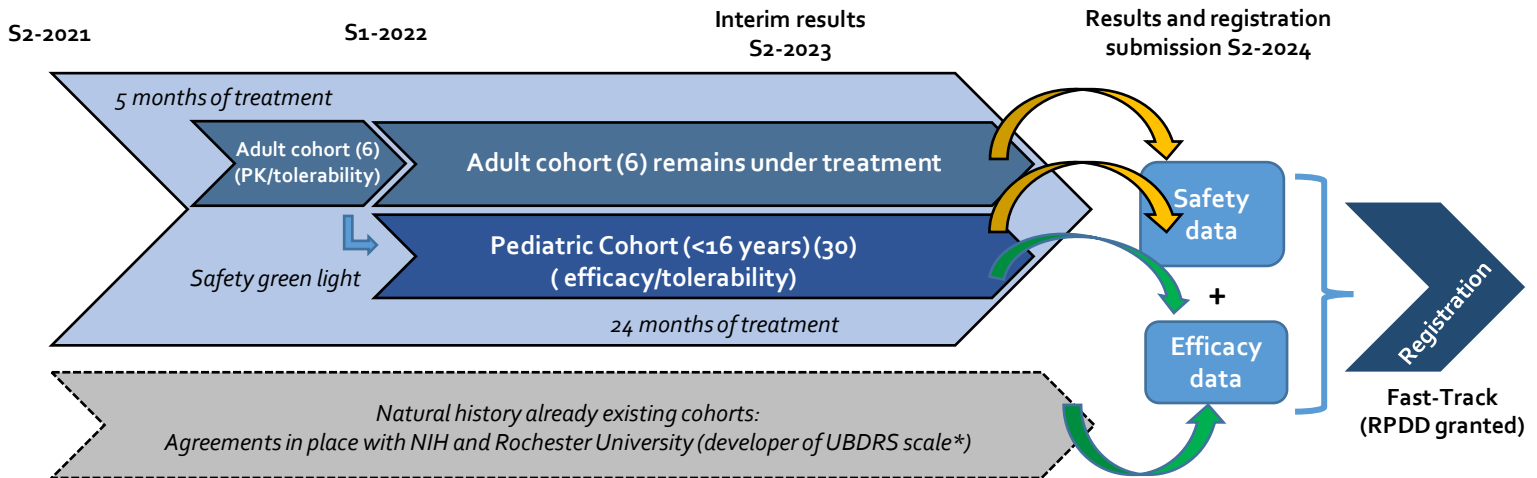 S2-2021
S1-2022
Interim results
S2-2023
Results and registration
submission S2-2024
5 months of treatment
Adult cohort (6)
(PK/tolerability)
Adult cohort (6) remains under treatment
Safety green light
Pediatric Cohort (<16 years) (30)
( efficacy/tolerability)
24 months of treatment
Safety
data
+
Efficacy
data
Registration
Fast-Track
(RPDD granted)
Natural history already existing cohorts:
Agreements in place with NIH and Rochester University (developer of UBDRS scale*)